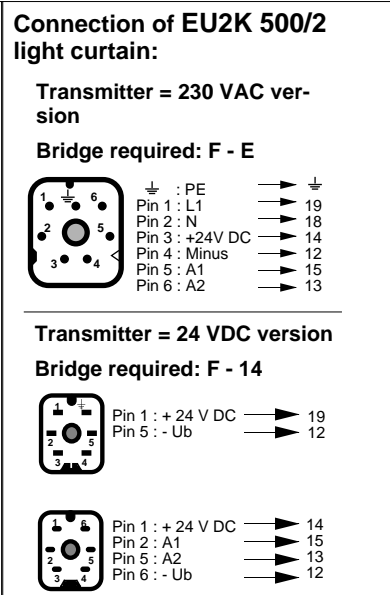 Connection of EU2K 500/2
light curtain:
Transmitter = 230 VAC ver-
sion
Bridge required: F - E
1 6
2 5
3 4
⏚ : PE ⏚
Pin 1 : L1 19
Pin 2 : N 18
Pin 3 : +24V DC 14
Pin 4 : Minus 12
Pin 5 : A1 15
Pin 6 : A2 13
Transmitter = 24 VDC version
Bridge required: F - 14
1
2 5
3 4
Pin 1 : + 24 V DC 19
Pin 5 : - Ub 12
1 6
2 5
3 4
Pin 1 : + 24 V DC 14
Pin 2 : A1 15
Pin 5 : A2 13
Pin 6 : - Ub 12